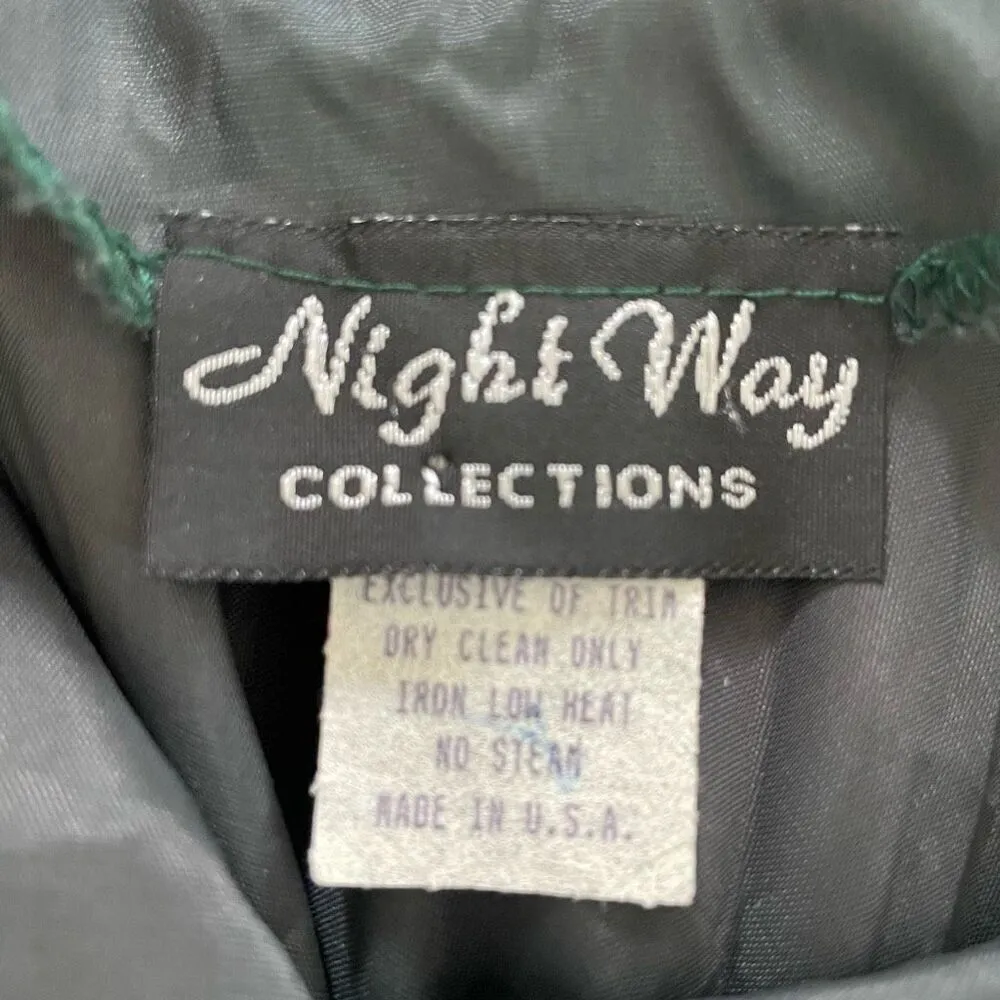 Night Way
COLLECTIONS
EXCLUSIVE OF TRIM
DRY CLEAN ONLY
IRON LOW HEAT
NO STEAM
MADE IN U.S.A.